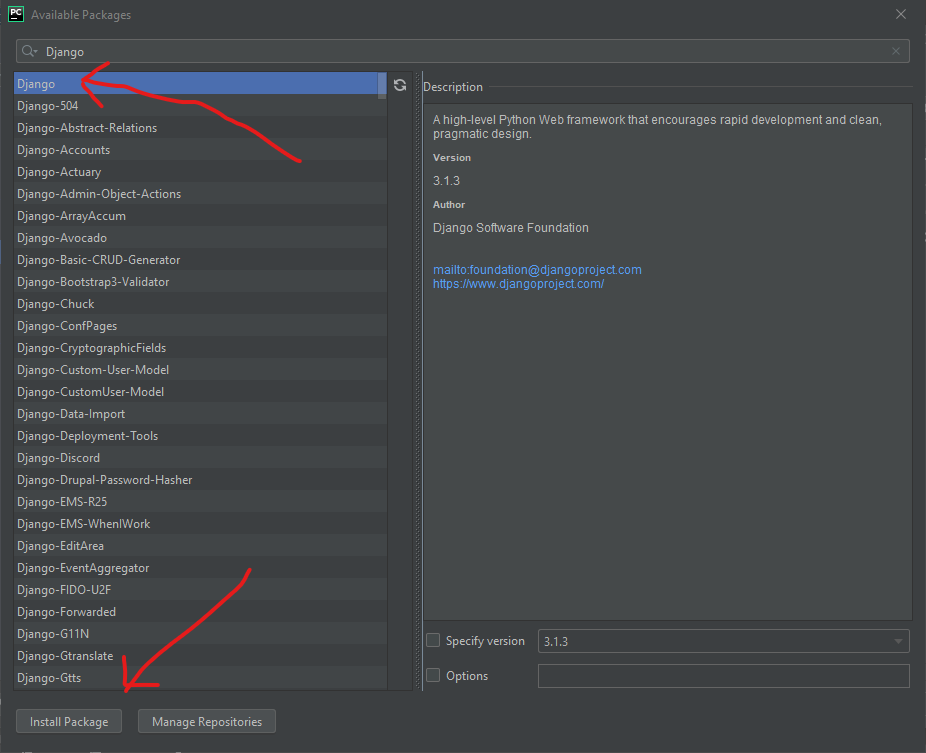 PC Available Packages
Django
Django
Django-504
Django-Abstract-Relations
Django-Accounts
Django-Actuary
Django-Admin-Object-Actions
Django-ArrayAccum
Django-Avocado
Django-Basic-CRUD-Generator
Django-Bootstrap3-Validator
Django-Chuck
Django-ConfPages
Django-CryptographicFields
Django-Custom-User-Model
Django-CustomUser-Model
Django-Data-Import
Django-Deployment-Tools
Django-Discord
Django-Drupal-Password-Hasher
Django-EMS-R25
Django-EMS-WhenIWork
Django-EditArea
Django-EventAggregator
Django-FIDO-U2F
Django-Forwarded
Django-G11N
Django-Gtranslate
Django-Gtts
Description
A high-level Python Web framework that encourages rapid development and clean,
pragmatic design.
Version
3.1.3
Author
Django Software Foundation
mailto:foundation@djangoproject.com
https://www.djangoproject.com/
Specify version 3.1.3
Options
Install Package Manage Repositories